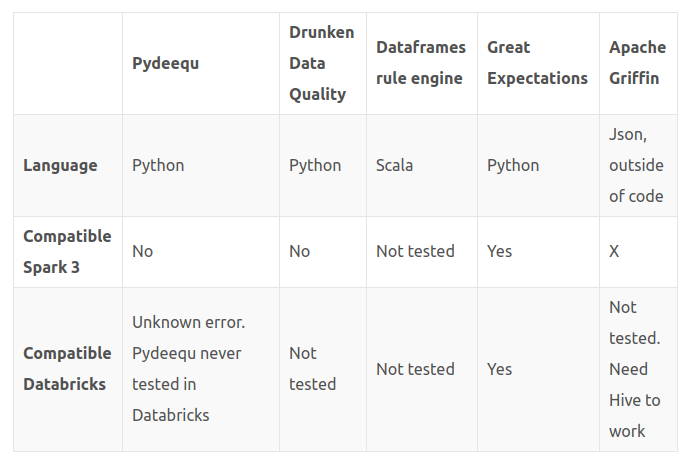 Pydeequ
Drunken
Data
Quality
Dataframes
rule engine
Great
Expectations
Apache
Griffin
Language
Python
Python
Scala
Python
Json,
outside
of code
Compatible
Spark 3
No
No
Not tested
Yes
X
Compatible
Databricks
Unknown error.
Pydeequ never
tested in
Databricks
Not
tested
Not tested
Yes
Not
tested.
Need
Hive to
work